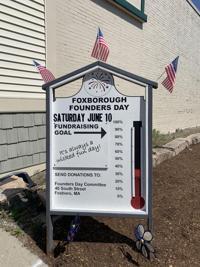 FOXBOROUGH
FOUNDERS DAY
SATURDAY JUNE 10
FUNDRAISING
GOAL
It's always a
wicked fun day!
100%
90%
80%
70%
60%
50%
40%
30%
20%
10%
0%
SEND DONATIONS TO:
Founders Day Committee
40 South Street
Foxboro, MA